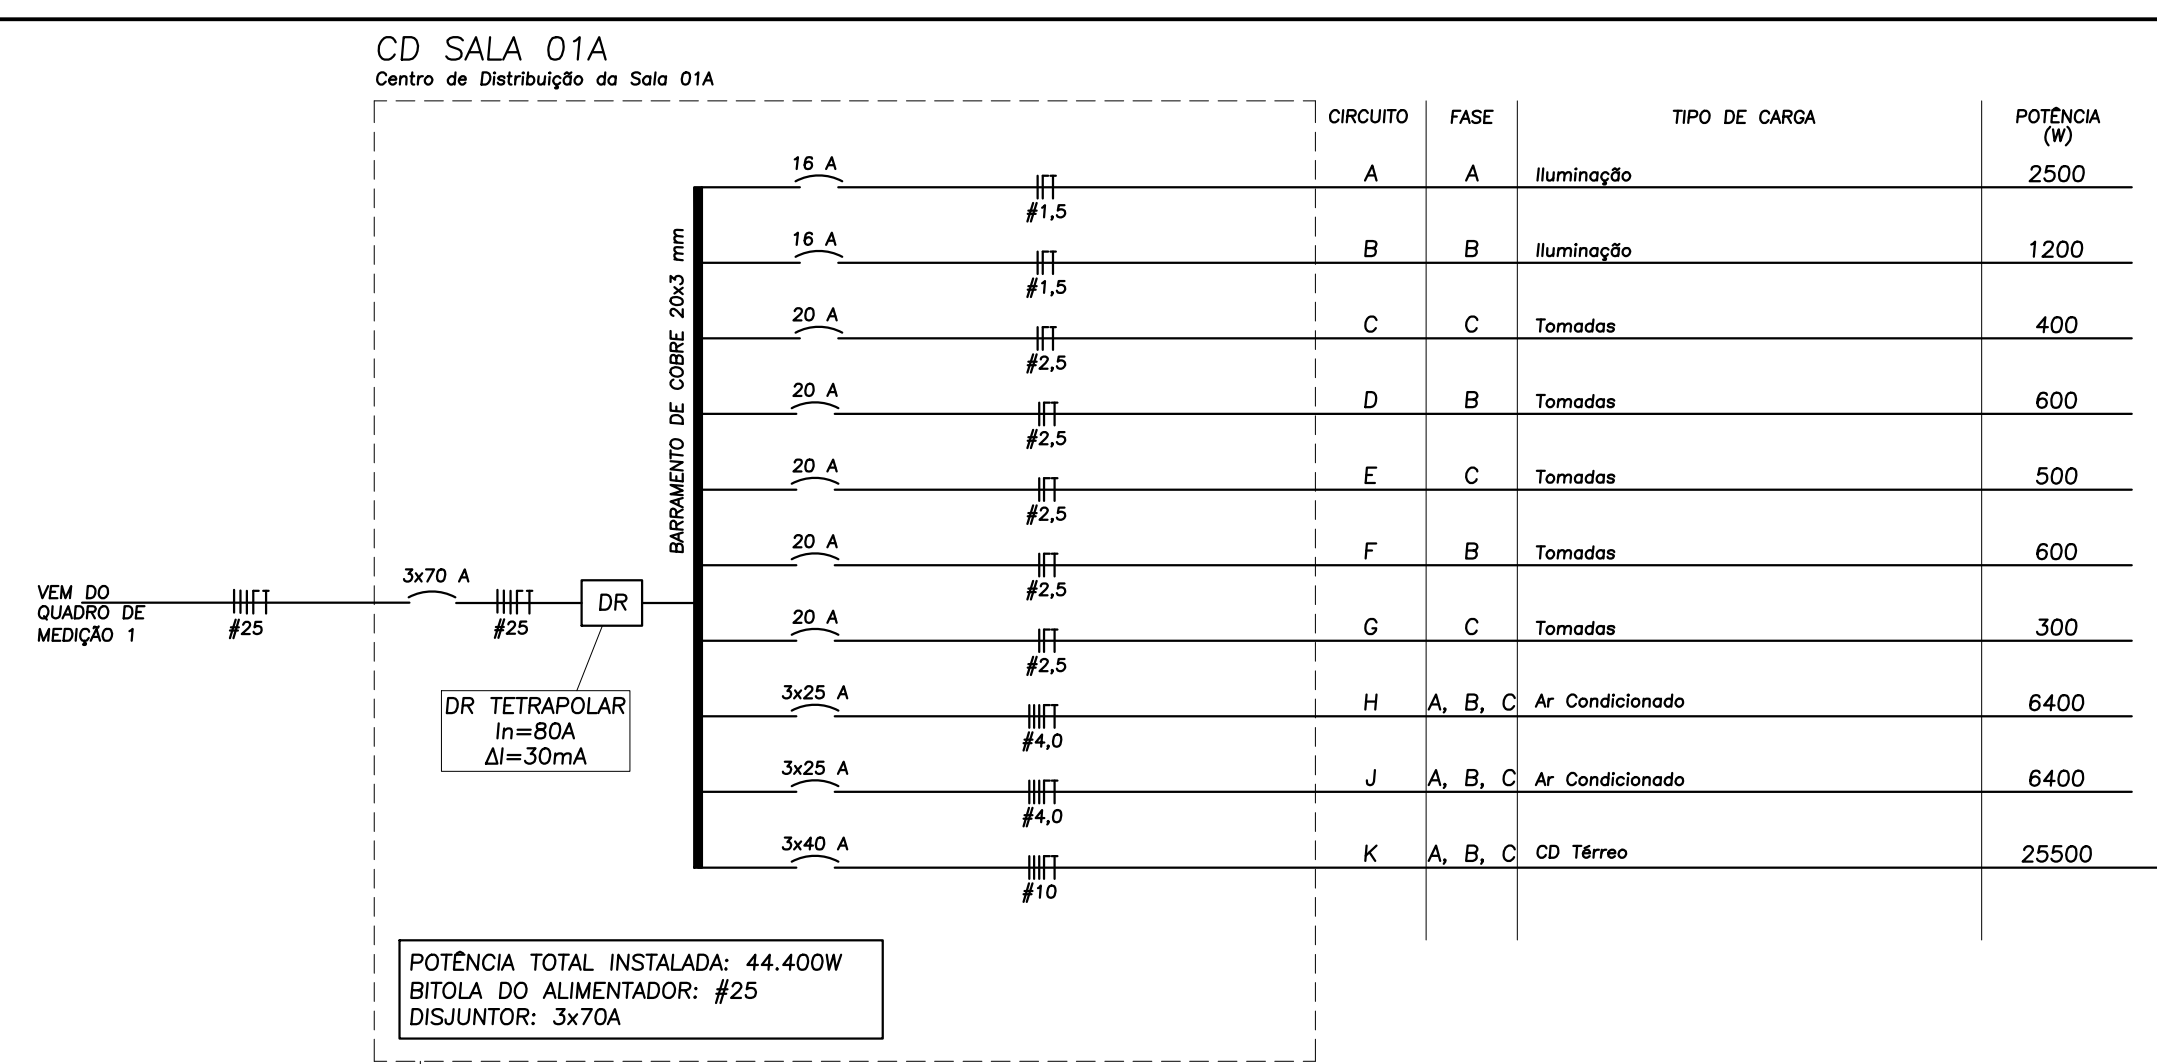 CD SALA 01A
Centro de Distribuição da Sala 01A
CIRCUITO FASE TIPO DE CARGA POTÊNCIA
(W)
16 A
A A Iluminação 2500
#1,5
16 A
B B Iluminação 1200
#1,5
20 A
C C Tomadas 400
#2,5
20 A
D B Tomadas 600
#2,5
20 A
E C Tomadas 500
#2,5
20 A
F B Tomadas 600
#2,5
20 A
G C Tomadas 300
#2,5
3x25 A
H A, B, C Ar Condicionado 6400
#4,0
3x25 A
J A, B, C Ar Condicionado 6400
#4,0
3x40 A
K A, B, C CD Térreo 25500
#10
BARRAMENTO DE COBRE 20x3 mm
VEM DO
QUADRO DE
MEDIÇÃO 1
#25
3x70 A
#25
DR
DR TETRAPOLAR
In=80A
ΔI=30mA
POTÊNCIA TOTAL INSTALADA: 44.400W
BITOLA DO ALIMENTADOR: #25
DISJUNTOR: 3x70A